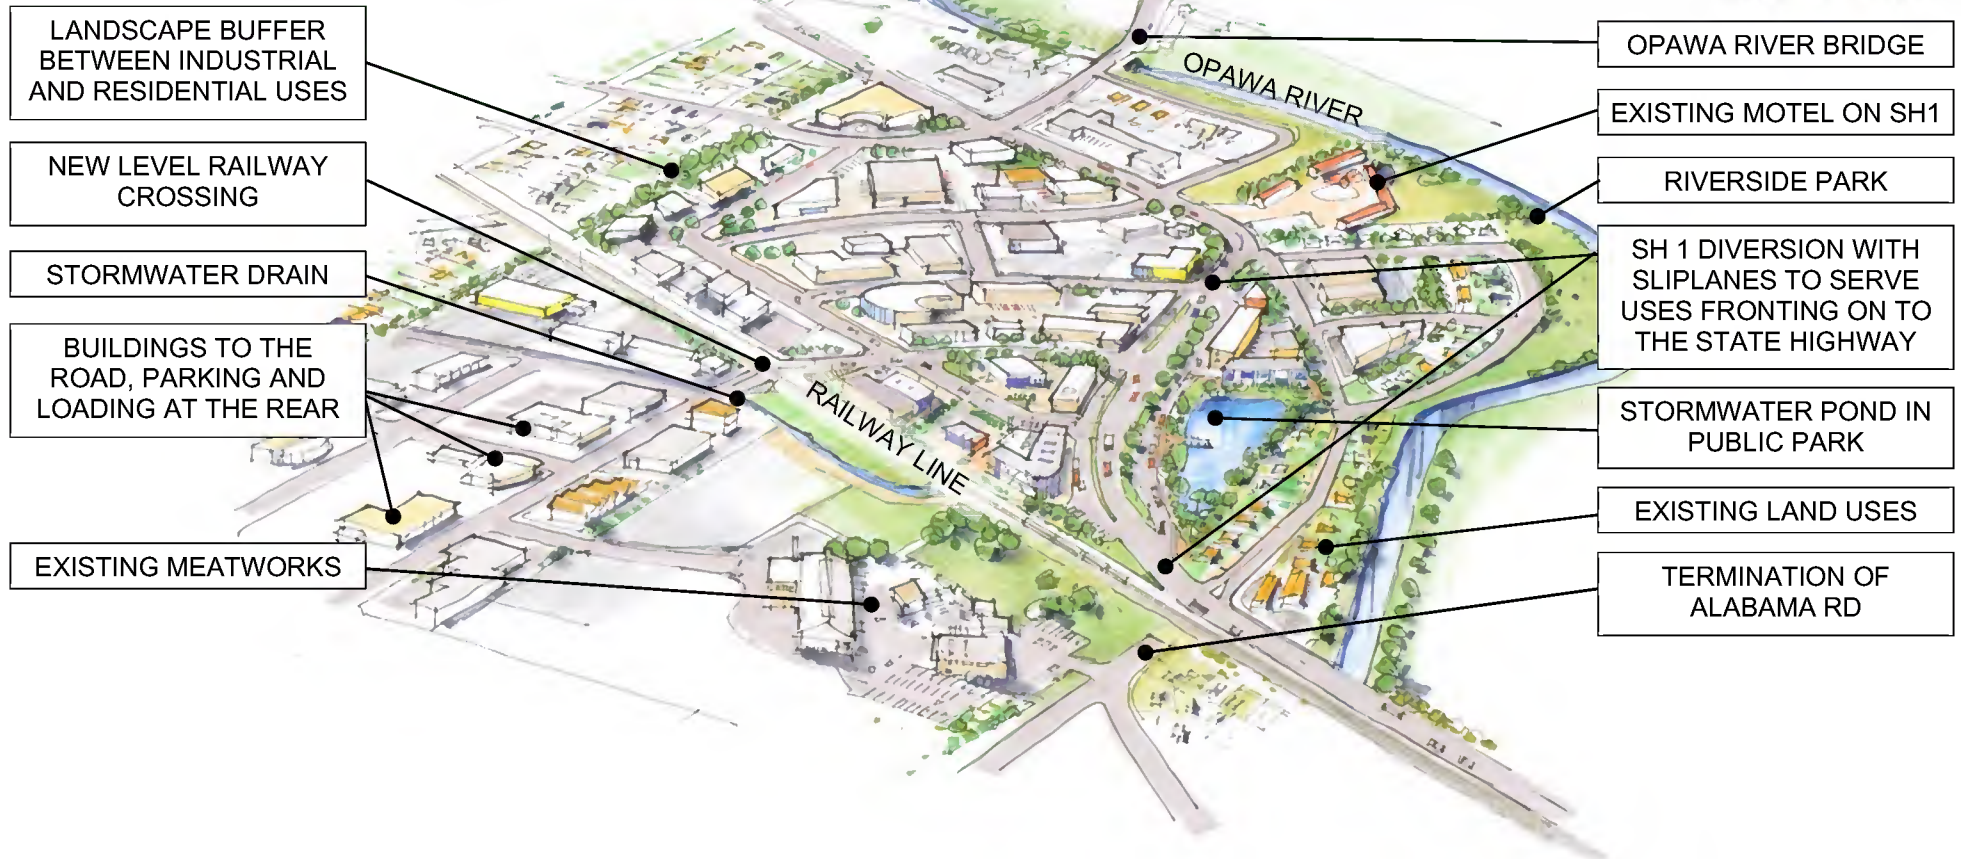 LANDSCAPE BUFFER
BETWEEN INDUSTRIAL
AND RESIDENTIAL USES
NEW LEVEL RAILWAY
CROSSING
STORMWATER DRAIN
BUILDINGS TO THE
ROAD, PARKING AND
LOADING AT THE REAR
EXISTING MEATWORKS
OPAWA RIVER
RAILWAY LINE
OPAWA RIVER BRIDGE
EXISTING MOTEL ON SH1
RIVERSIDE PARK
SH 1 DIVERSION WITH
SLIPLANES TO SERVE
USES FRONTING ON TO
THE STATE HIGHWAY
STORMWATER POND IN
PUBLIC PARK
EXISTING LAND USES
TERMINATION OF
ALABAMA RD